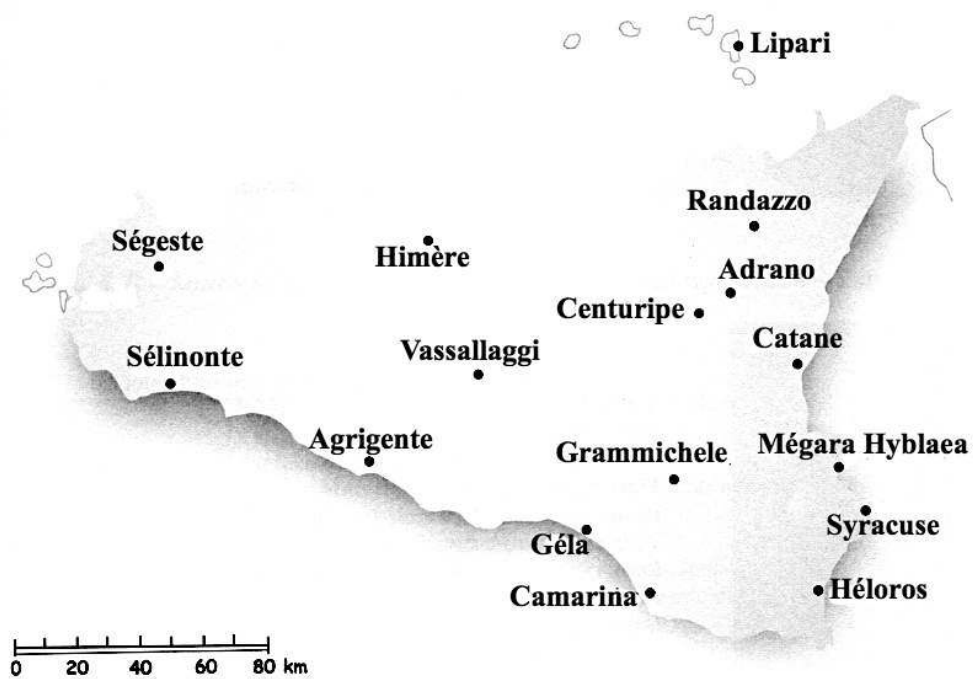 Lipari
Randazzo
Ségeste
Himère
Adrano
Centuripe
Vassallaggi
Catane
Sélinonte
Agrigente
Grammichele
Mégara Hyblaea
Syracuse
Géla
Camarina
Héloros
0 20 40 60 80 km